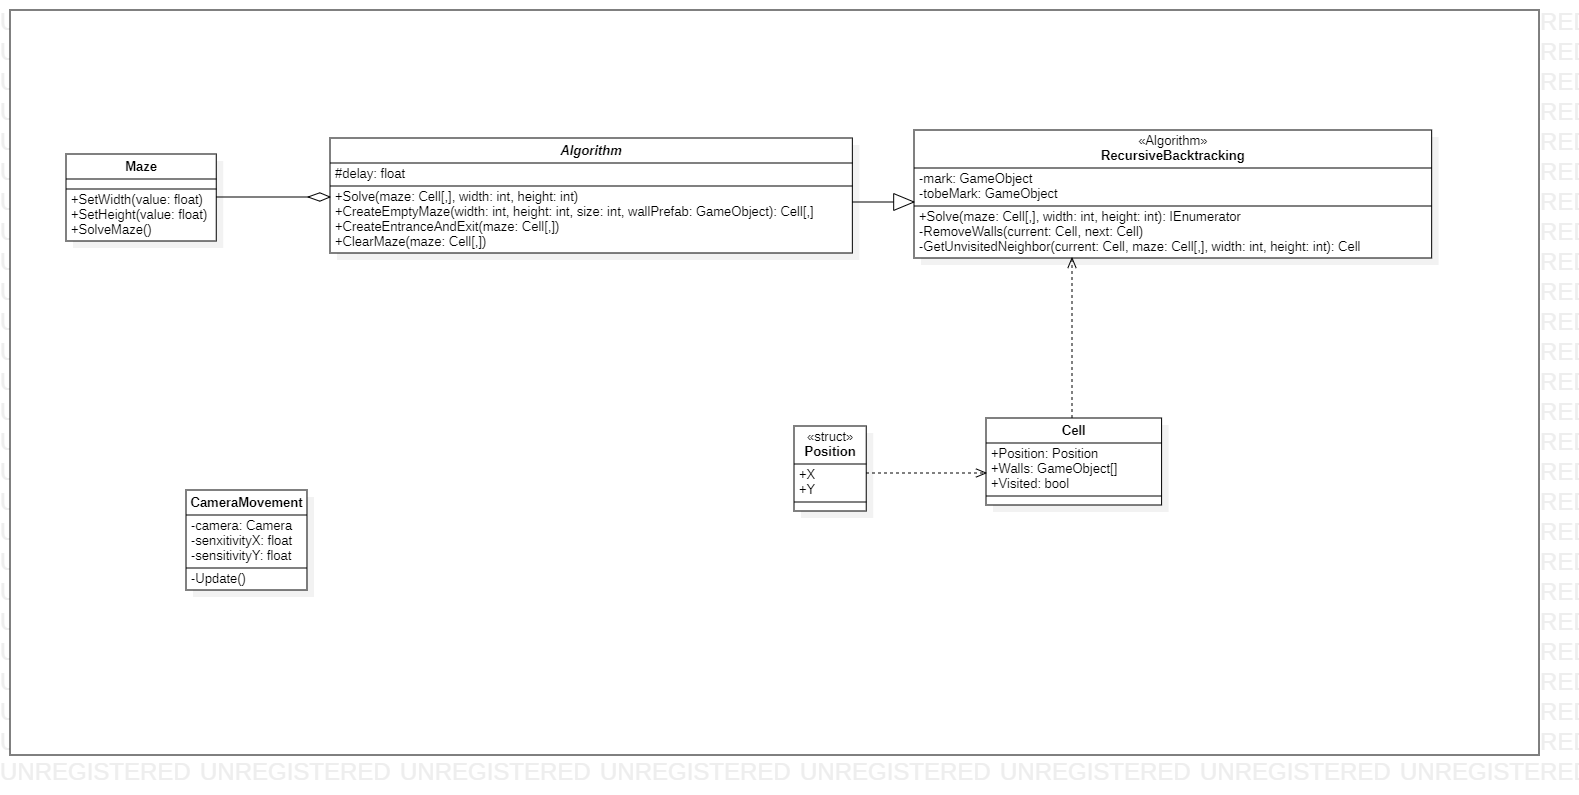 Maze
+SetWidth(value: float)
+SetHeight(value: float)
+SolveMaze()
Algorithm
#delay: float
+Solve(maze: Cell[,], width: int, height: int)
+CreateEmptyMaze(width: int, height: int, size: int, wallPrefab: GameObject): Cell[,]
+CreateEntranceAndExit(maze: Cell[,])
+ClearMaze(maze: Cell[,])
«Algorithm»
RecursiveBacktracking
-mark: GameObject
-tobeMark: GameObject
+Solve(maze: Cell[,], width: int, height: int): IEnumerator
-RemoveWalls(current: Cell, next: Cell)
-GetUnvisitedNeighbor(current: Cell, maze: Cell[,], width: int, height: int): Cell
«struct»
Position
+X
+Y
Cell
+Position: Position
+Walls: GameObject[]
+Visited: bool
CameraMovement
-camera: Camera
-senxitivityX: float
-sensitivityY: float
-Update()
UNREGISTERED UNREGISTERED UNREGISTERED UNREGISTERED UNREGISTERED UNREGISTERED UNREGISTERED UNREGISTERED